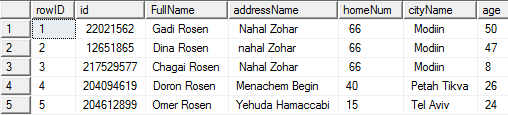 rowID id FullName addressName homeNum cityName age
1 1 22021562 Gadi Rosen Nahal Zohar 66 Modiin 50
2 2 12651865 Dina Rosen nahal Zohar 66 Modiin 47
3 3 217529577 Chagai Rosen Nahal Zohar 66 Modiin 8
4 4 204094619 Doron Rosen Menachem Begin 40 Petah Tikva 26
5 5 204612899 Omer Rosen Yehuda Hamaccabi 15 Tel Aviv 24